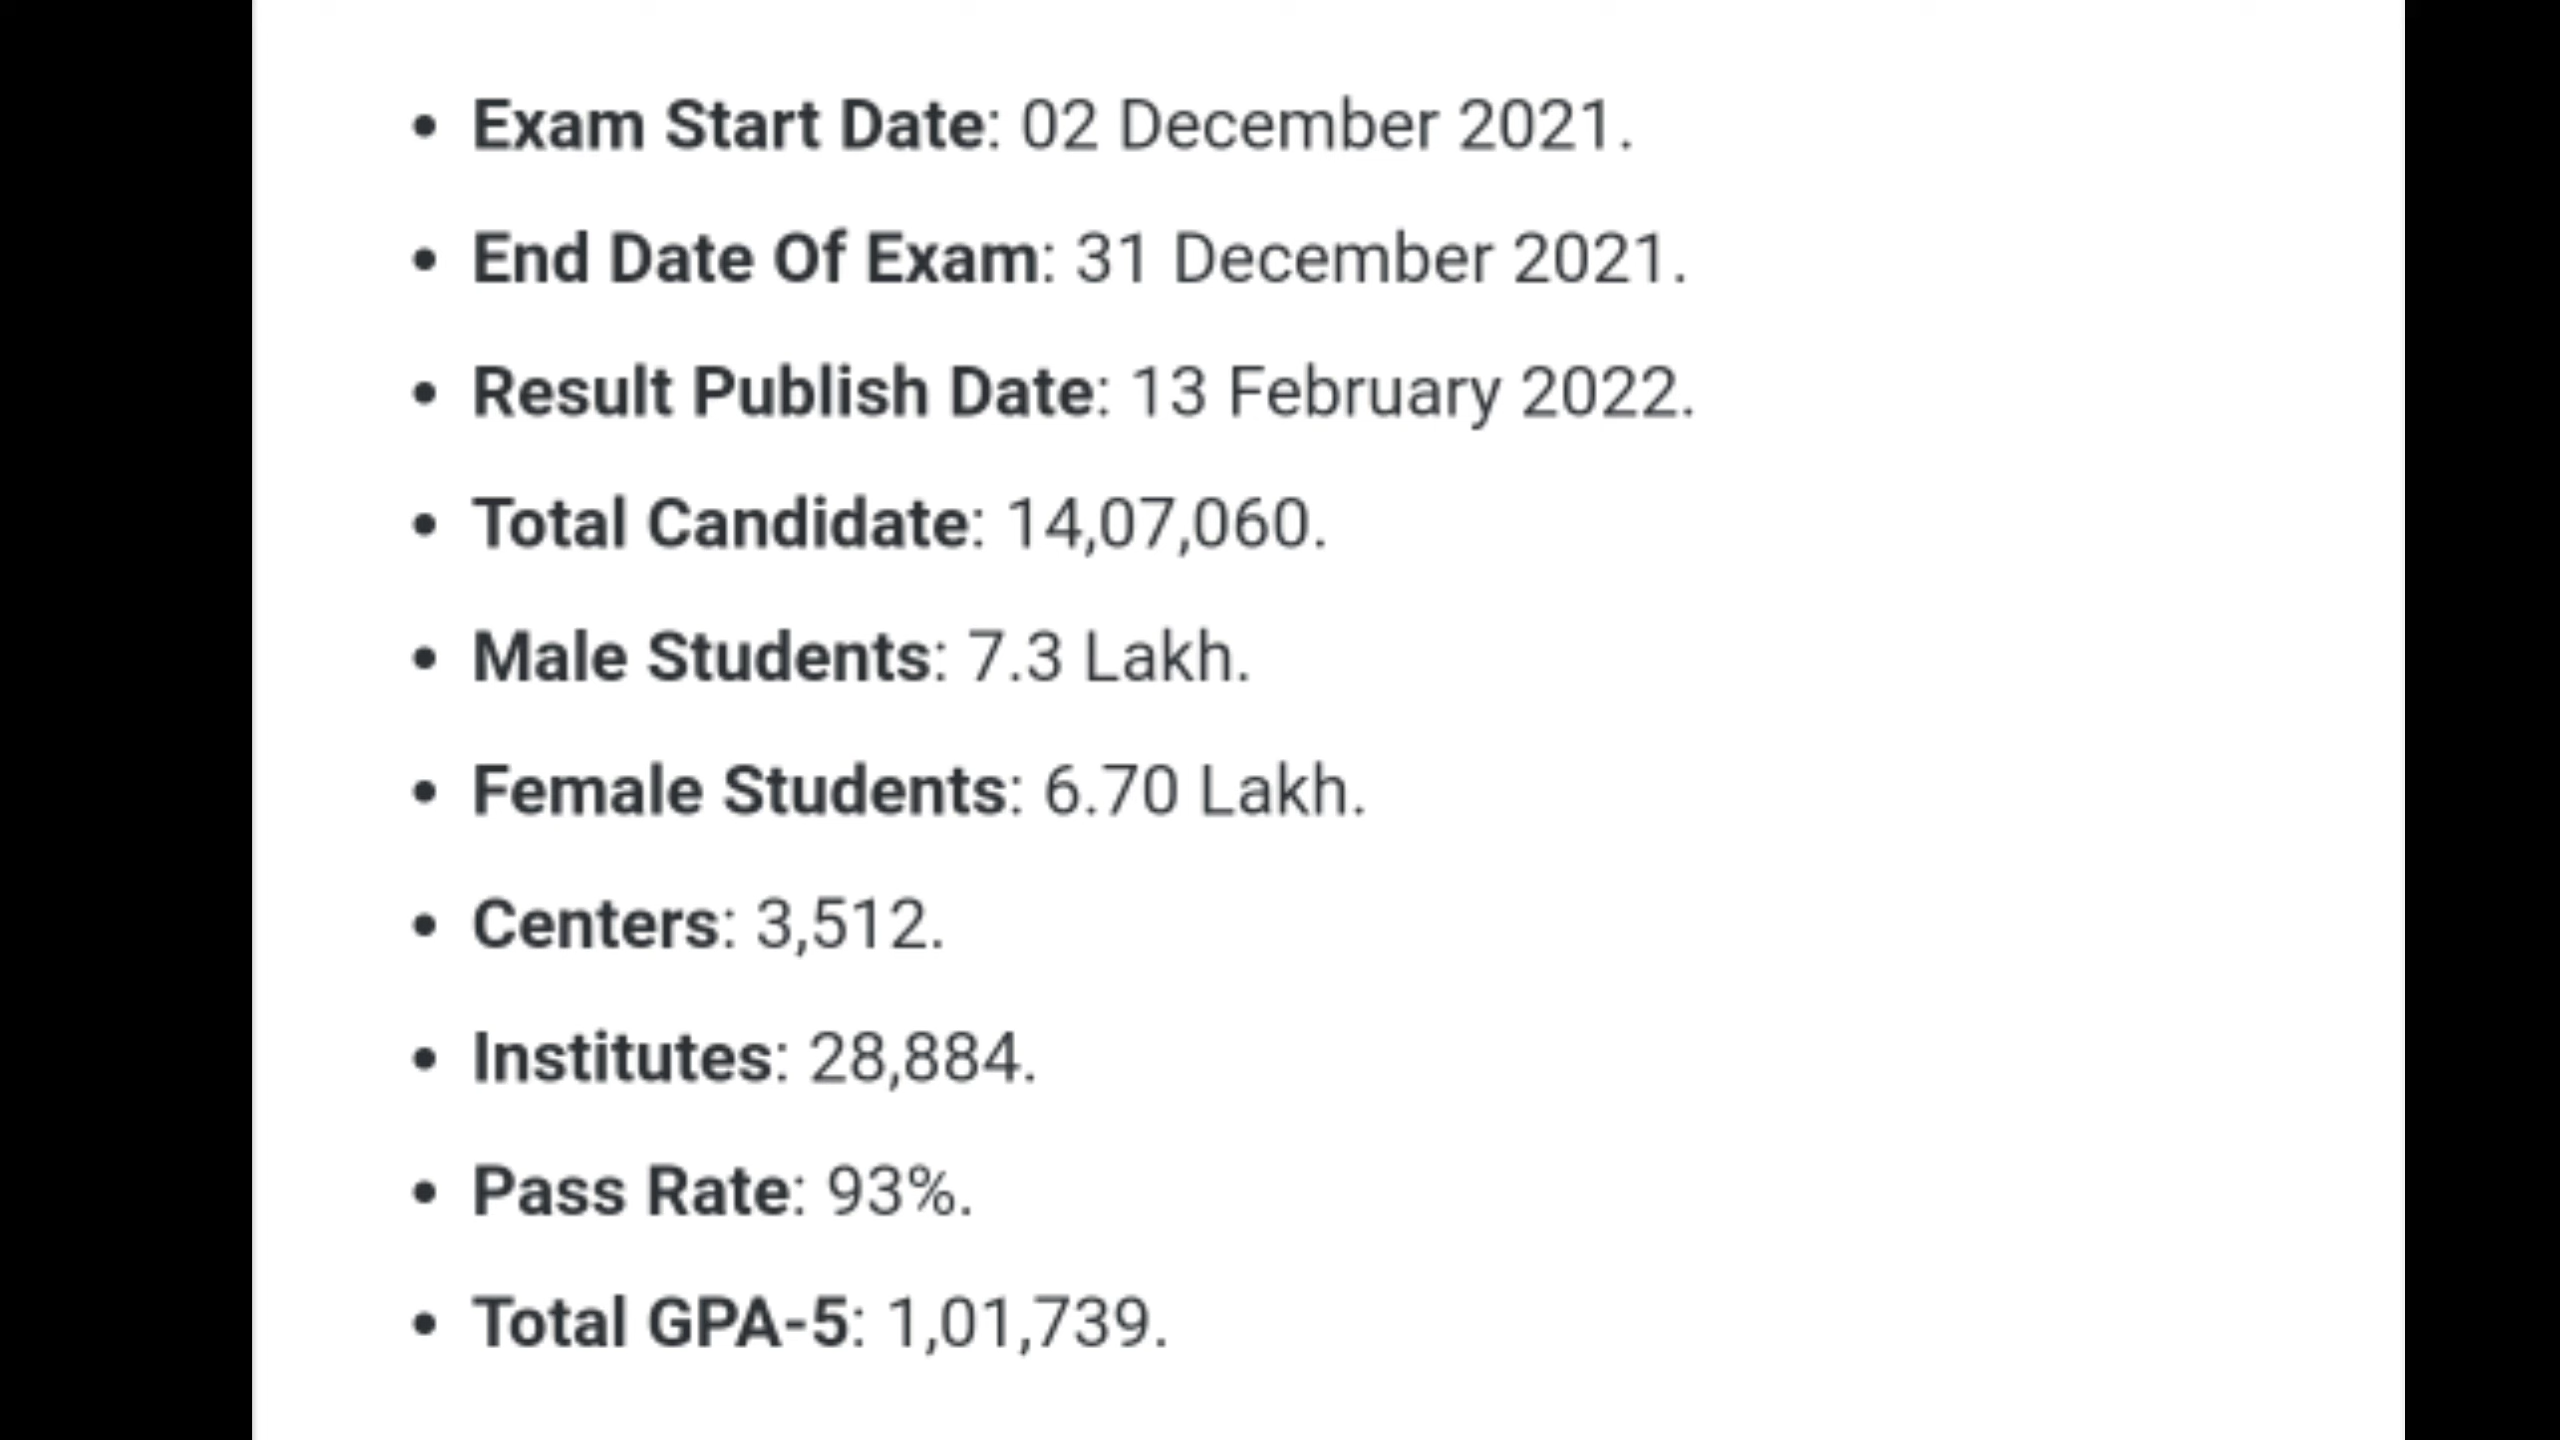 • Exam Start Date: 02 December 2021.
• End Date Of Exam: 31 December 2021.
• Result Publish Date: 13 February 2022.
• Total Candidate: 14,07,060.
• Male Students: 7.3 Lakh.
• Female Students: 6.70 Lakh.
• Centers: 3,512.
• Institutes: 28,884.
• Pass Rate: 93%.
• Total GPA-5: 1,01,739.